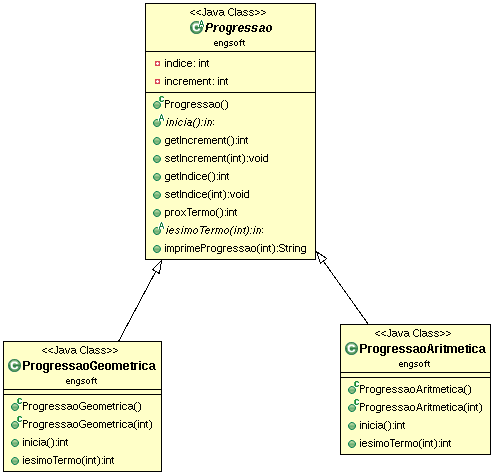 <<Java Class>>
Progressao
engsoft
indice: int
increment: int
Progressao()
inicia():in:
getIncrement():int
setIncrement(int):void
getIndice():int
setIndice(int):void
proxTermo():int
iesimoTermo(int):in:
imprimeProgressao(int):String
<<Java Class>>
ProgressaoGeometrica
engsoft
ProgressaoGeometrica()
ProgressaoGeometrica(int)
inicia():int
iesimoTermo(int):int
<<Java Class>>
ProgressaoAritmetica
engsoft
ProgressaoAritmetica()
ProgressaoAritmetica(int)
inicia():int
iesimoTermo(int):int